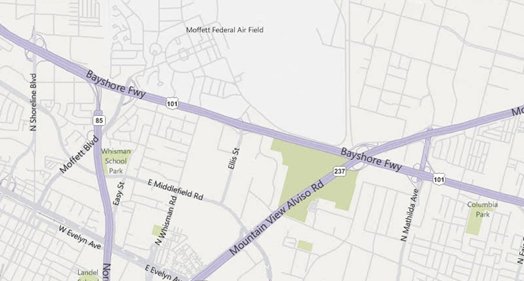 Moffett Federal Air Field
N Shoreline Blvd
Bayshore Fwy
101
85
Moffett Blvd
Whisman
School
Park
Ellis St
Bayshore Fwy
237
101
E Middlefield Rd
Easy St
N Whisman Rd
Mountain View Alviso Rd
N Mathilda Ave
Columbia
Park
W Evelyn Ave
E Evelyn Av
Landel